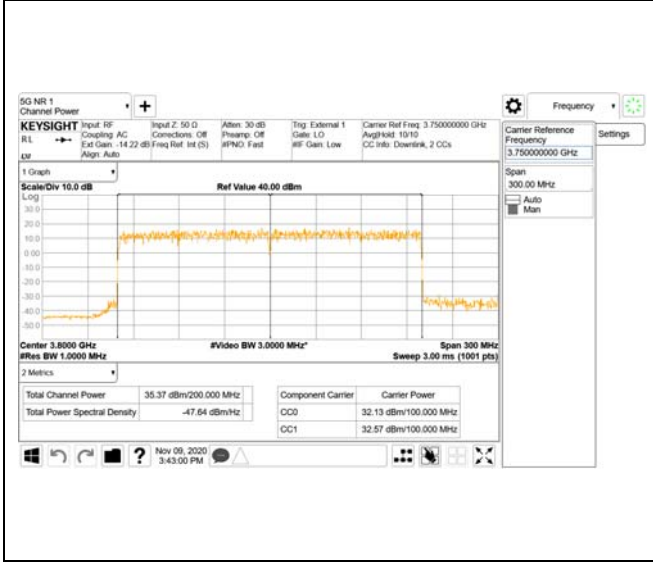 5G NR 1
Channel Power
Frequency
KEYSIGHT
RL
Input: RF
Coupling: AC
Ext Gain: -14.22 dB
Align: Auto
Input Z: 50 Ω
Corrections: Off
Freq Ref: Int (S)
Atten: 30 dB
Preamp: Off
#PNO: Fast
Trig: External 1
Gate: LO
#IF Gain: Low
Carrier Ref Freq: 3.750000000 GHz
Avg|Hold: 10/10
CC Info: Downlink, 2 CCs
Carrier Reference
Frequency
3.750000000 GHz
Settings
Span
300.00 MHz
Auto
Man
1 Graph
Scale/Div 10.0 dB
Ref Value 40.00 dBm
Log
30.0
20.0
10.0
0.00
-10.0
-20.0
-30.0
-40.0
-50.0
Center 3.8000 GHz
#Video BW 3.0000 MHz*
Span 300 MHz
#Res BW 1.0000 MHz
Sweep 3.00 ms (1001 pts)
2 Metrics
Total Channel Power 35.37 dBm/200.000 MHz
Total Power Spectral Density -47.64 dBm/Hz
Component Carrier Carrier Power
CC0 32.13 dBm/100.000 MHz
CC1 32.57 dBm/100.000 MHz
?
Nov 09, 2020
3:43:00 PM